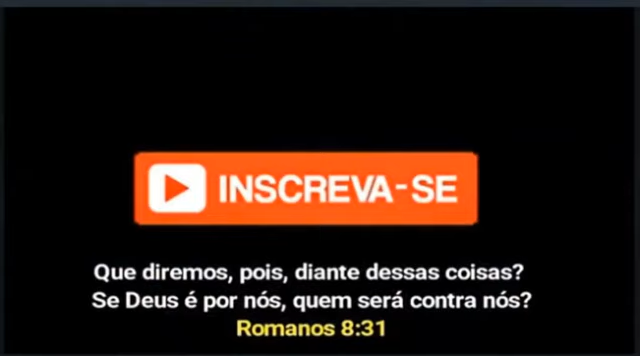 INSCREVA-SE
Que diremos, pois, diante dessas coisas?
Se Deus é por nós, quem será contra nós?
Romanos 8:31